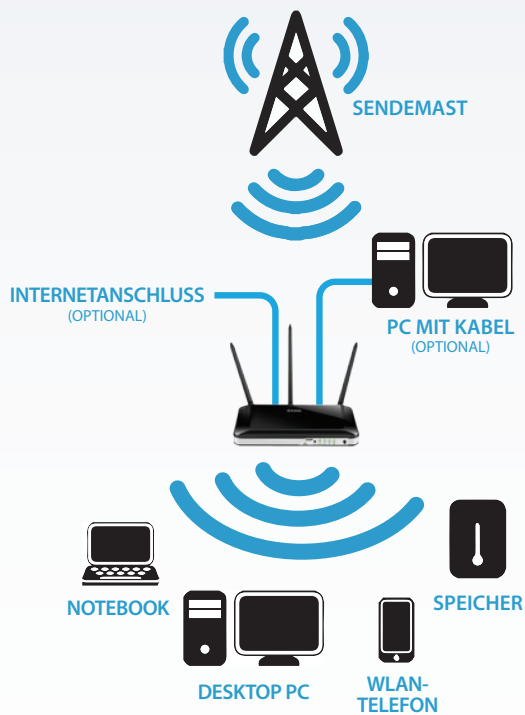 SENDEMAST
INTERNETANSCHLUSS
(OPTIONAL)
PC MIT KABEL
(OPTIONAL)
NOTEBOOK
SPEICHER
DESKTOP PC
WLAN-
TELEFON